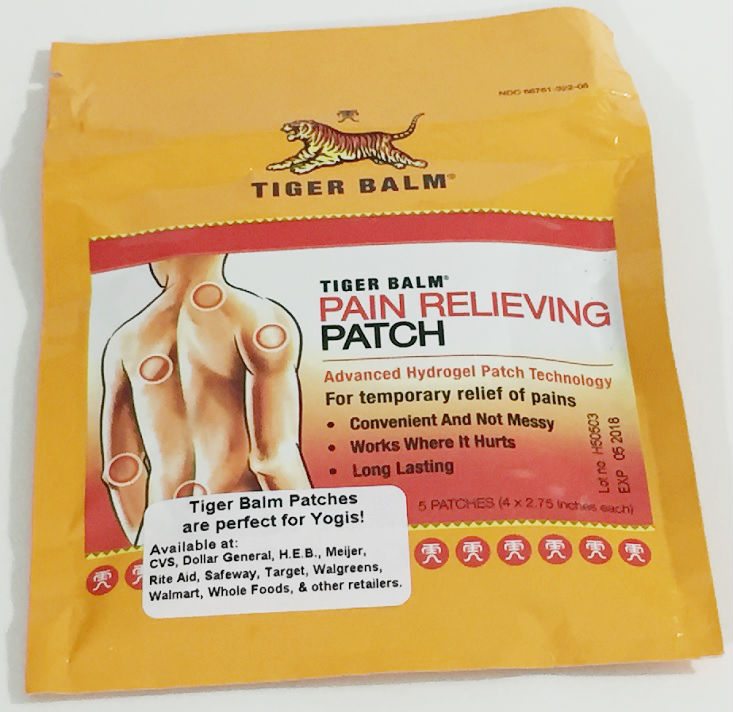 NDC 66761-322-05
TIGER BALM®
TIGER BALM®
PAIN RELIEVING
PATCH
Advanced Hydrogel Patch Technology
For temporary relief of pains
• Convenient And Not Messy
• Works Where It Hurts
• Long Lasting
Lot no H50503
EXP 05 2018
5 PATCHES (4 x 2.75 inches each)
Tiger Balm Patches
are perfect for Yogis!
Available at:
CVS, Dollar General, H.E.B., Meijer,
Rite Aid, Safeway, Target, Walgreens,
Walmart, Whole Foods, & other retailers.